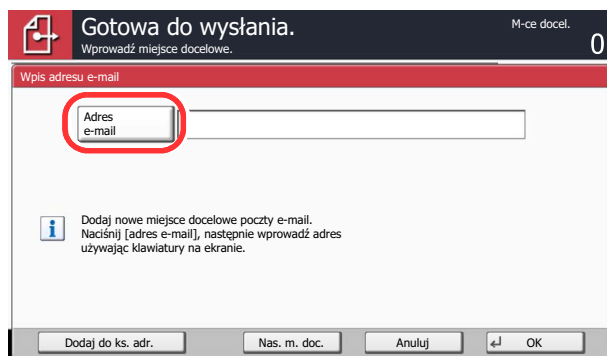 Gotowa do wysłania.
M-ce docel.
Wprowadź miejsce docelowe.
0
Wpis adresu e-mail
Adres
e-mail
Dodaj nowe miejsce docelowe poczty e-mail.
Naciśnij [adres e-mail], następnie wprowadź adres
używając klawiatury na ekranie.
Dodaj do ks. adr.
Nas. m. doc.
Anuluj
OK